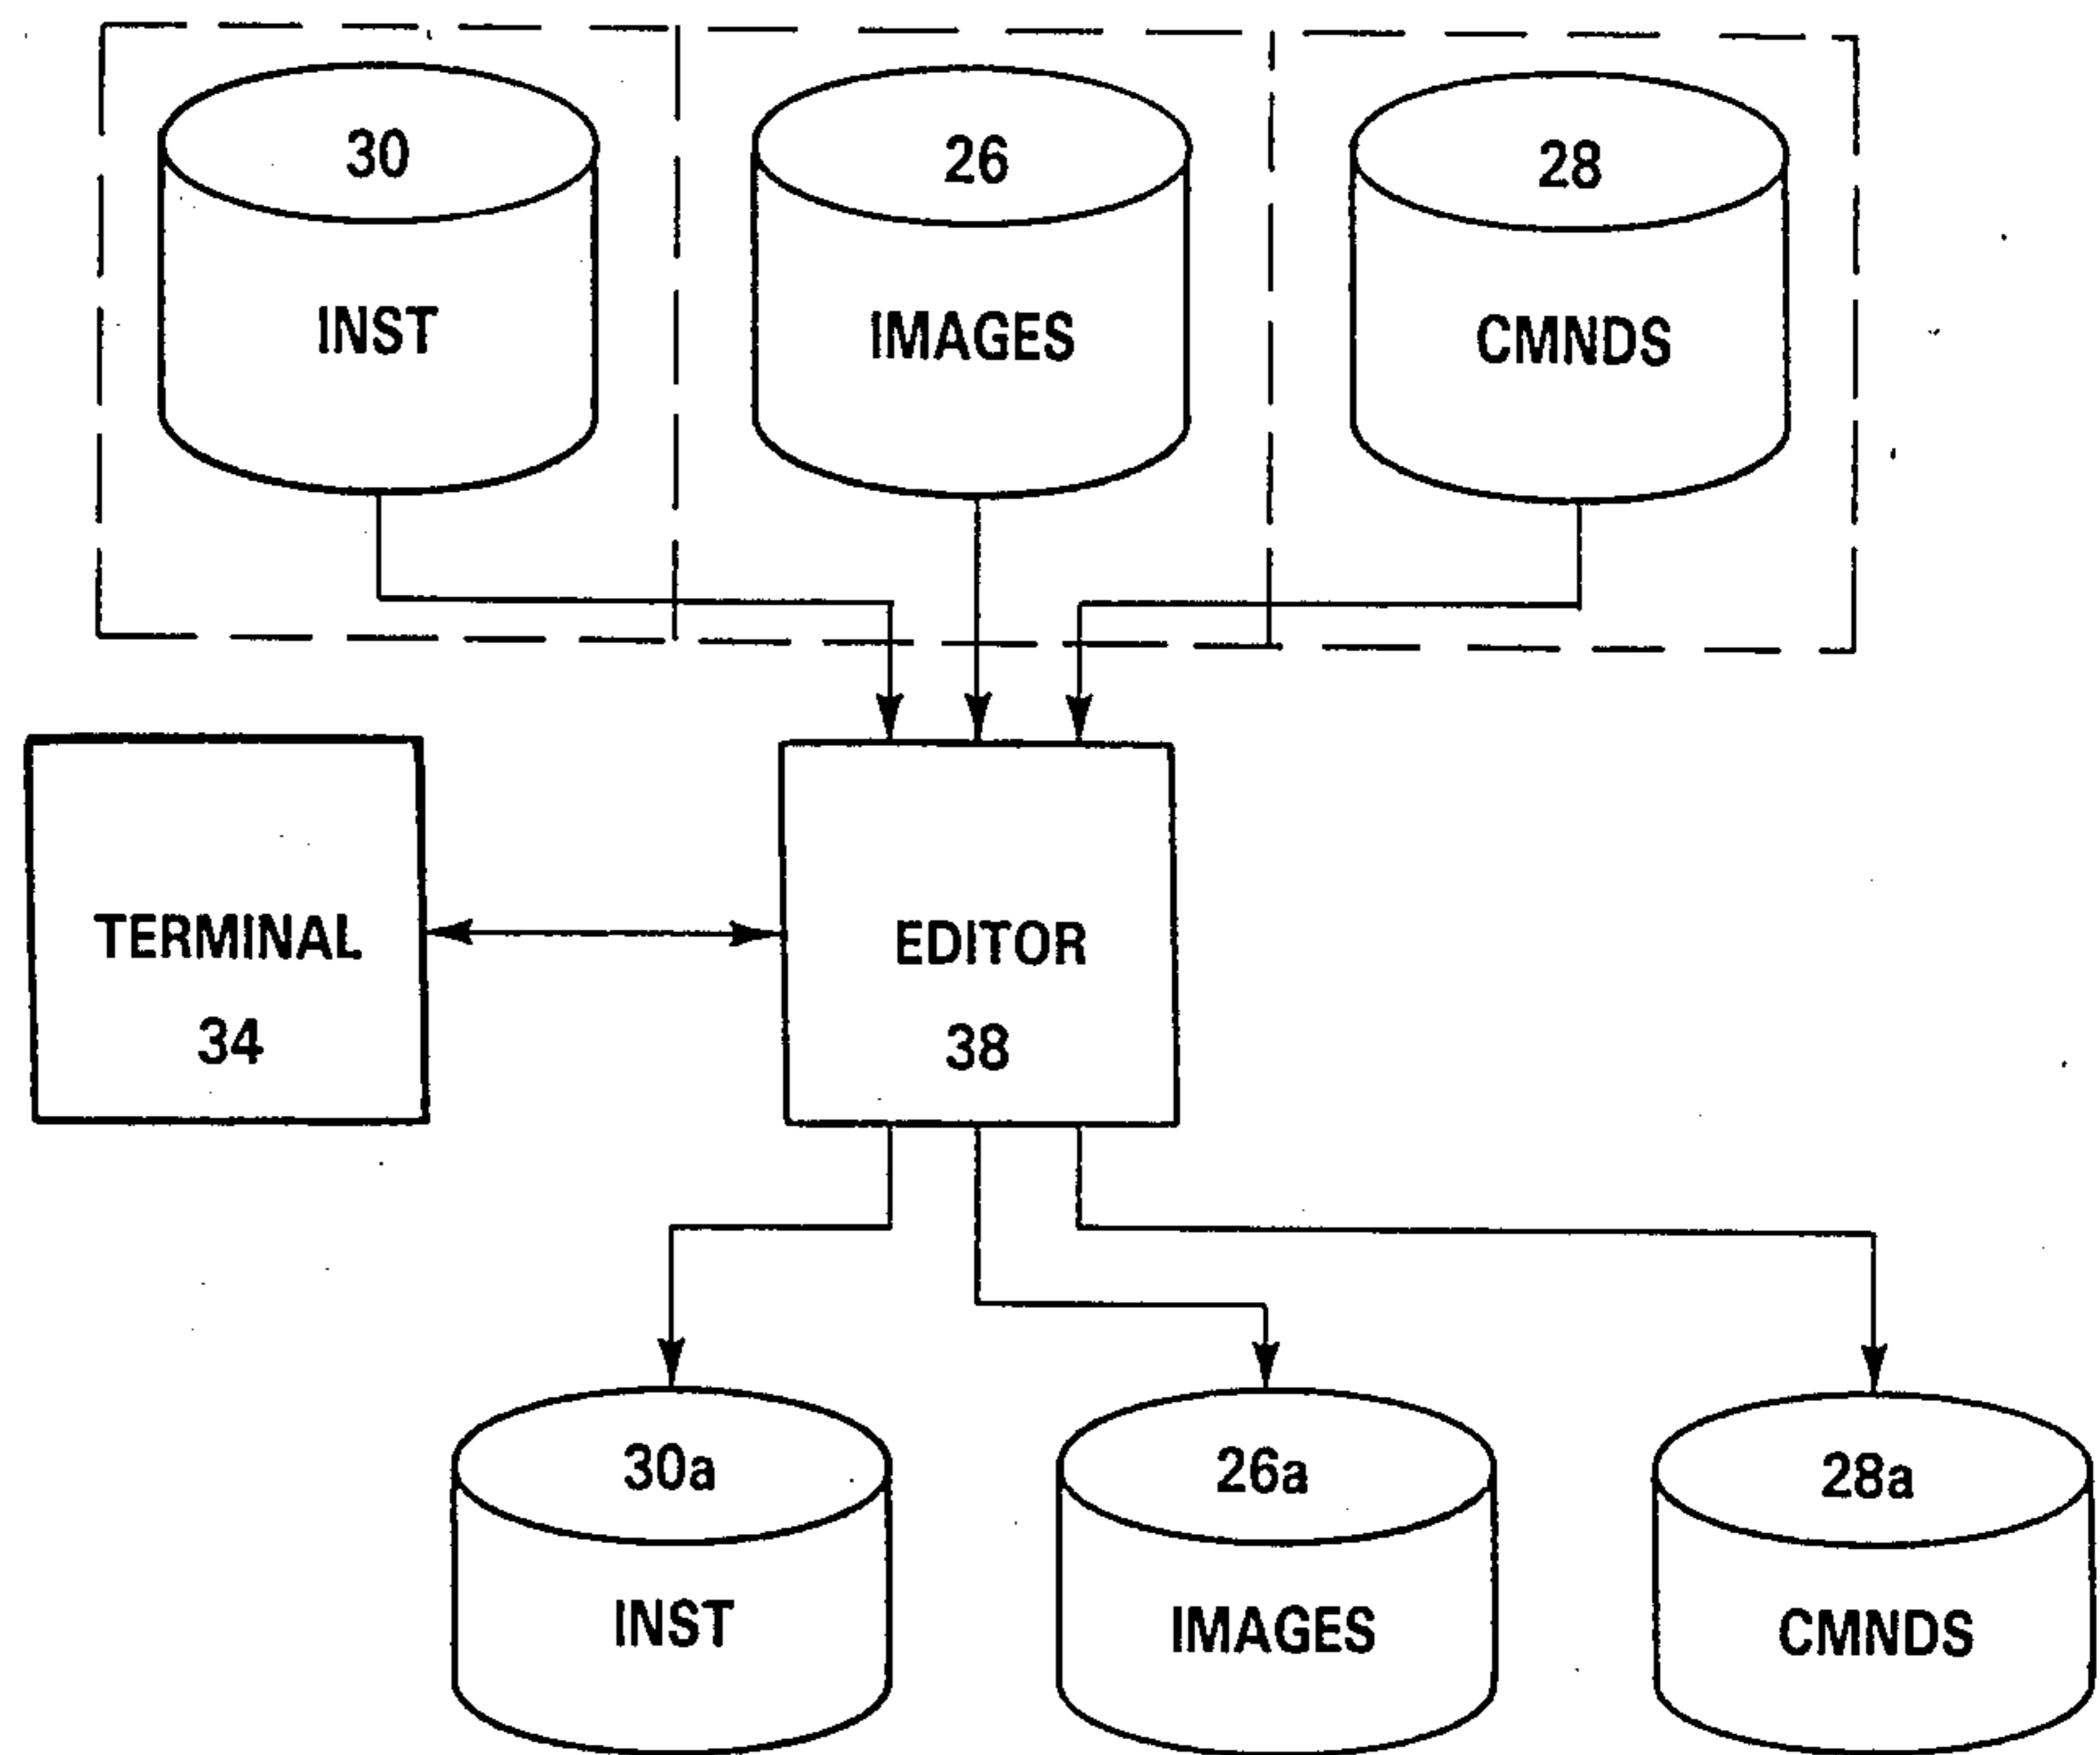 30
26
28
INST
IMAGES
CMNDS
TERMINAL
34
EDITOR
38
30a
26a
28a
INST
IMAGES
CMNDS